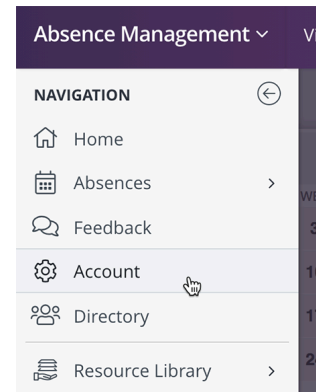 Absence Management
NAVIGATION
Home
Absences
Feedback
Account
Directory
Resource Library